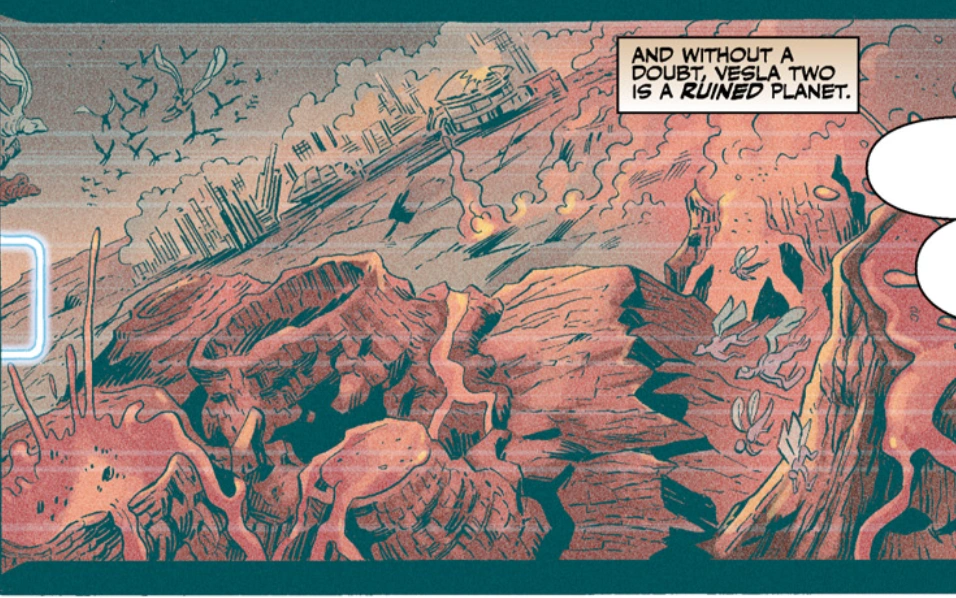 AND WITHOUT A
DOUBT, VESLA TWO
IS A RUINED PLANET.